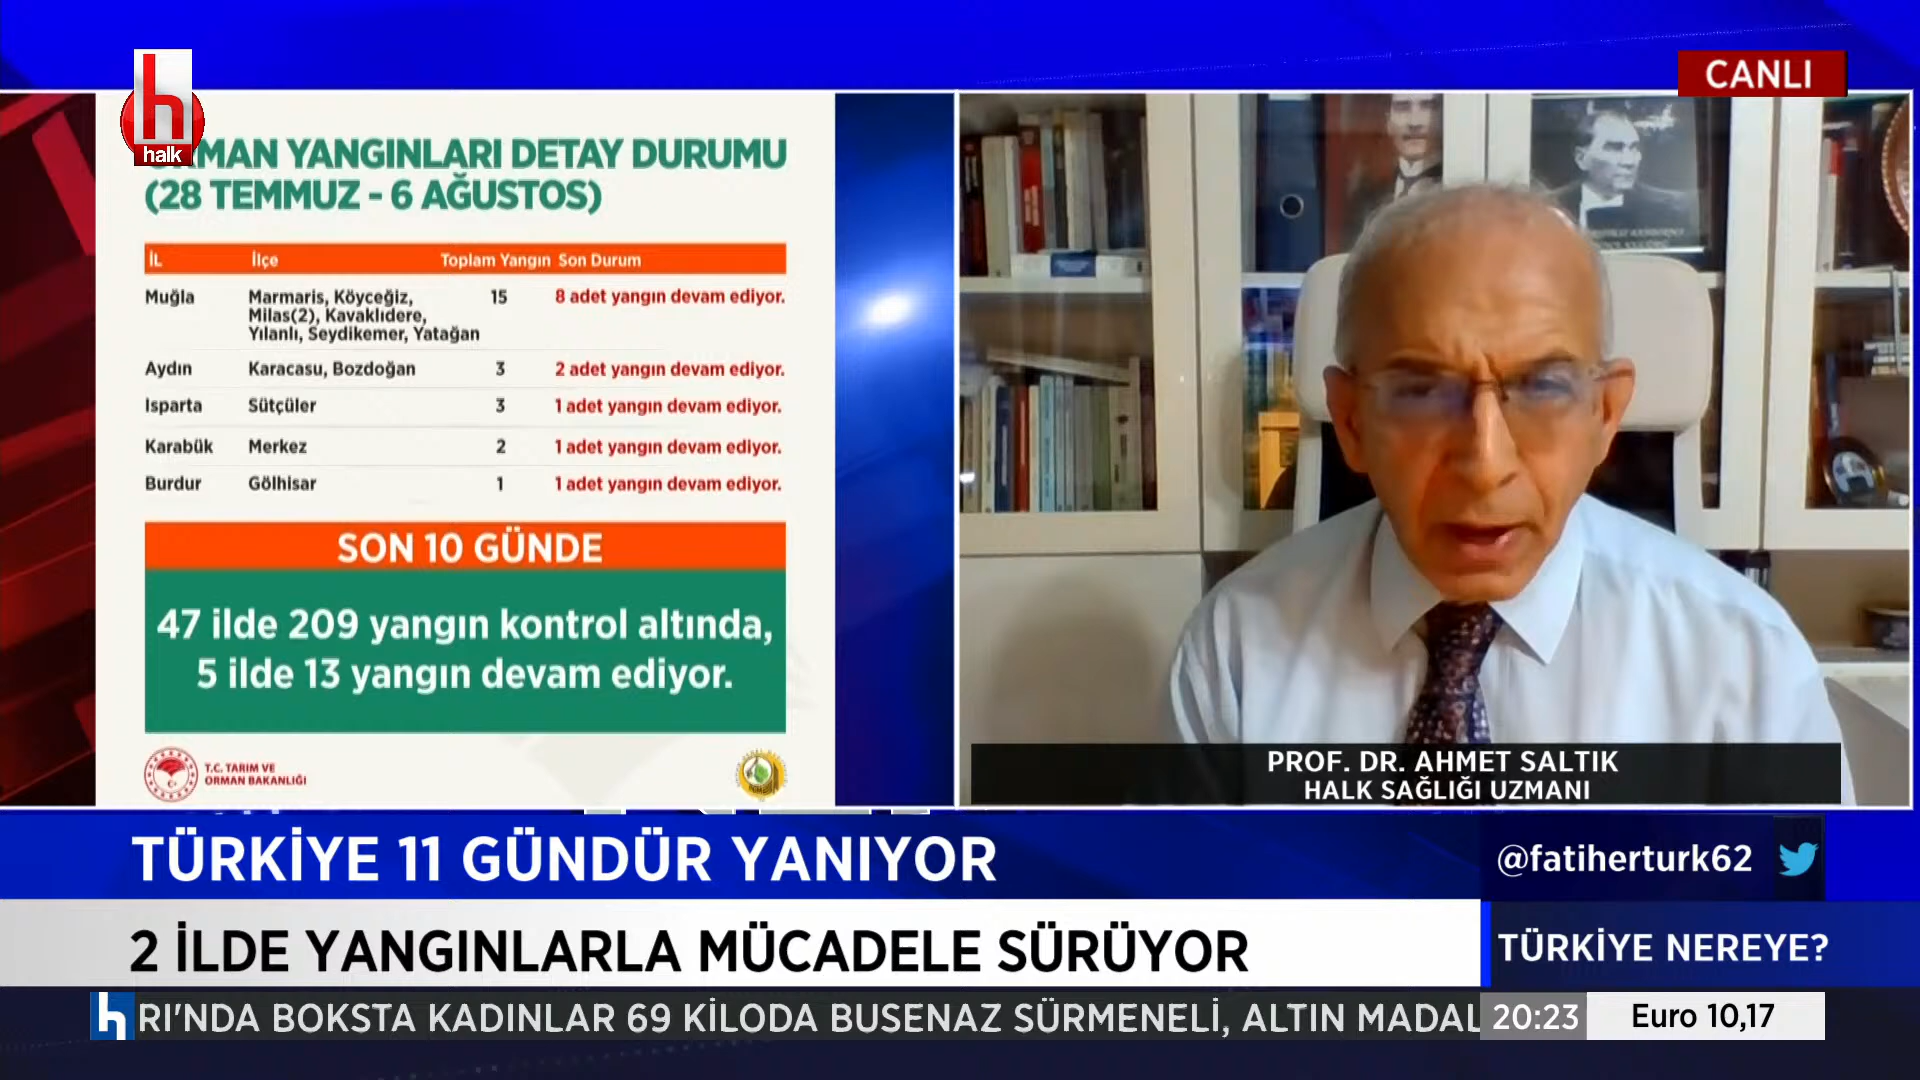 h
halk
CANLI
RMAN YANGINLARI DETAY DURUMU
(28 TEMMUZ - 6 AĞUSTOS)
İL İlçe Toplam Yangın Son Durum
Muğla Marmaris, Köyceğiz, 15 8 adet yangın devam ediyor.
Milas(2), Kavaklıdere,
Yılanlı, Seydikemer, Yatağan
Aydın Karacasu, Bozdoğan 3 2 adet yangın devam ediyor.
Isparta Sütçüler 3 1 adet yangın devam ediyor.
Karabük Merkez 2 1 adet yangın devam ediyor.
Burdur Gölhisar 1 1 adet yangın devam ediyor.
SON 10 GÜNDE
47 ilde 209 yangın kontrol altında,
5 ilde 13 yangın devam ediyor.
T.C. TARIM VE
ORMAN BAKANLIĞI
PROF. DR. AHMET SALTIK
HALK SAĞLIĞI UZMANI
TÜRKİYE 11 GÜNDÜR YANIYOR
@fatiherturk62
2 İLDE YANGINLARLA MÜCADELE SÜRÜYOR
TÜRKİYE NEREYE?
h RI'NDA BOKSTA KADINLAR 69 KİLODA BUSENAZ SÜRMENELİ, ALTIN MADAL 20:23 Euro 10,17